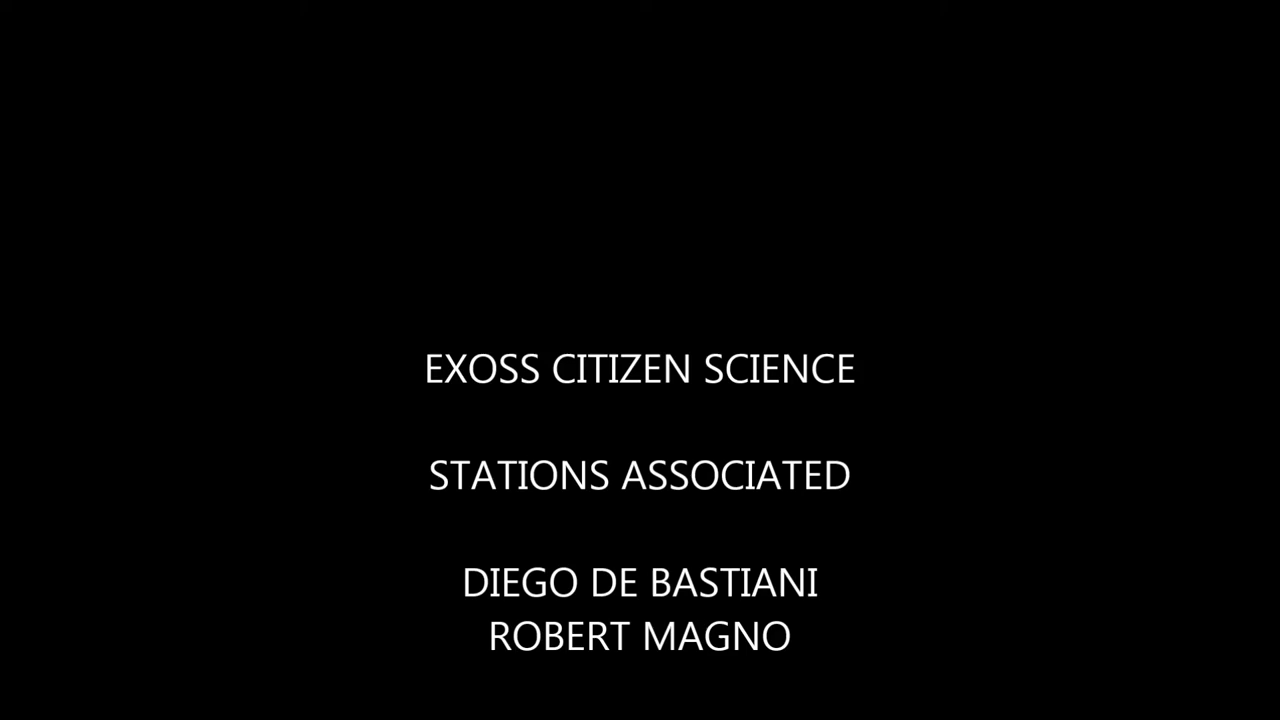 EXOSS CITIZEN SCIENCE
STATIONS ASSOCIATED
DIEGO DE BASTIANI
ROBERT MAGNO